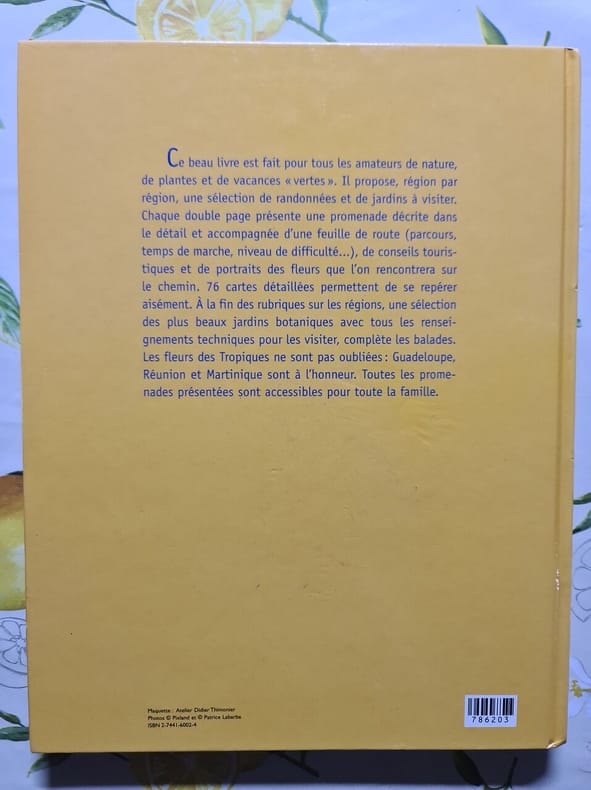 Ce beau livre est fait pour tous les amateurs de nature,
de plantes et de vacances « vertes ». Il propose, région par
région, une sélection de randonnées et de jardins à visiter.
Chaque double page présente une promenade décrite dans
le détail et accompagnée d'une feuille de route (parcours,
temps de marche, niveau de difficulté...), de conseils touris-
tiques et de portraits des fleurs que l'on rencontrera sur
le chemin. 76 cartes détaillées permettent de se repérer
aisément. À la fin des rubriques sur les régions, une sélection
des plus beaux jardins botaniques avec tous les rensei-
gnements techniques pour les visiter, complète les balades.
Les fleurs des Tropiques ne sont pas oubliées : Guadeloupe,
Réunion et Martinique sont à l'honneur. Toutes les prome-
nades présentées sont accessibles pour toute la famille.
Maquette : Atelier Didier Thimonier
Photos © Pixland et © Patrice Labarbe
ISBN 2-7441-6002-4
786203